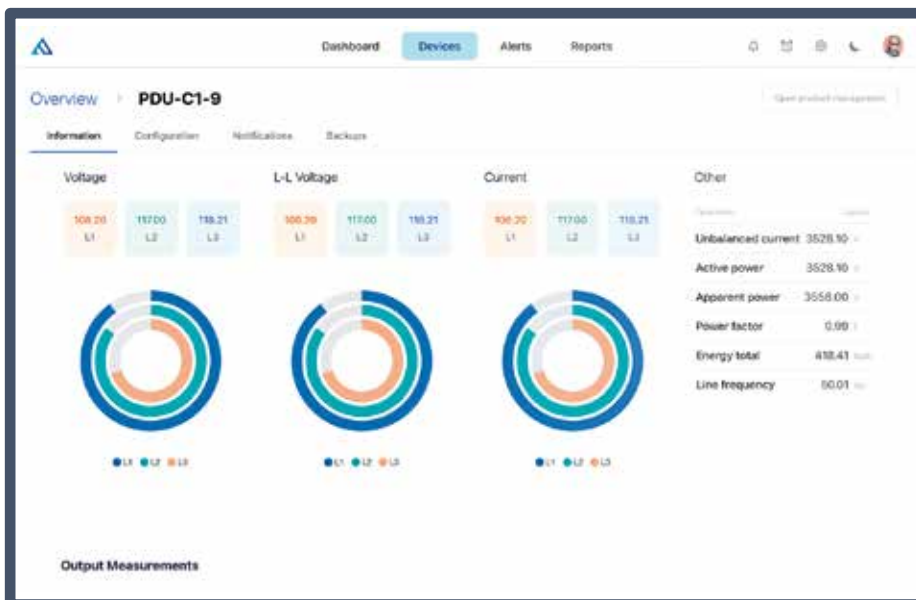 Dashboard Devices Alerts Reports
Overview PDU-C1-9
Open product management
Information Configuration Notifications Backups
Voltage L-L Voltage Current Other
108.20 117.00 118.21 108.20 117.00 118.21 108.20 117.00 118.21
L1 L2 L3 L1 L2 L3 L1 L2 L3
Unbalanced current 3528.10
Active power 3528.10
Apparent power 3558.00
Power factor 0.99
Energy total 418.41
Line frequency 50.01
L1 L2 L3 L1 L2 L3 L1 L2 L3
Output Measurements